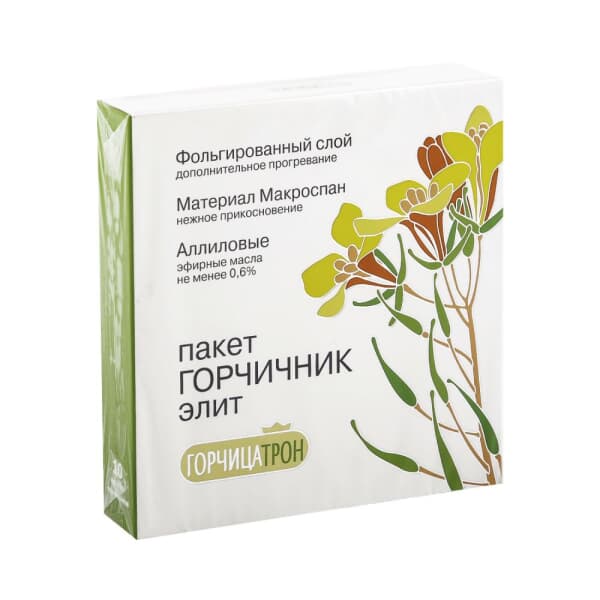 Фольгированный слой
дополнительное прогревание
Материал Макроспан
нежное прикосновение
Аллиловые
эфирные масла
не менее 0,6%
пакет
ГОРЧИЧНИК
элит
ГОРЧИЦАТРОН